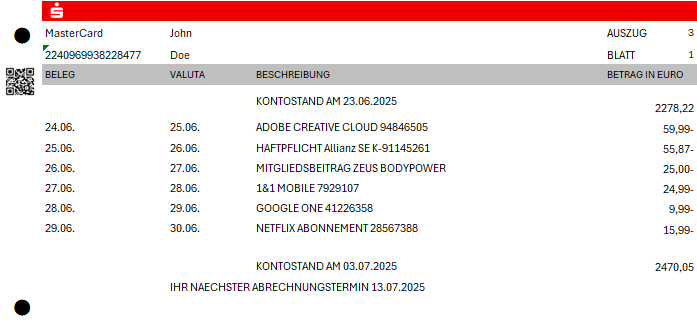 MasterCard John AUSZUG 3
2240969938228477 Doe BLATT 1
BELEG VALUTA BESCHREIBUNG BETRAG IN EURO
KONTOSTAND AM 23.06.2025 2278,22
24.06. 25.06. ADOBE CREATIVE CLOUD 94846505 59,99-
25.06. 26.06. HAFTPFLICHT Allianz SE K-91145261 55,87-
26.06. 27.06. MITGLIEDSBEITRAG ZEUS BODYPOWER 25,00-
27.06. 28.06. 1&1 MOBILE 7929107 24,99-
28.06. 29.06. GOOGLE ONE 41226358 9,99-
29.06. 30.06. NETFLIX ABONNEMENT 28567388 15,99-
KONTOSTAND AM 03.07.2025 2470,05
IHR NAECHSTER ABRECHNUNGSTERMIN 13.07.2025